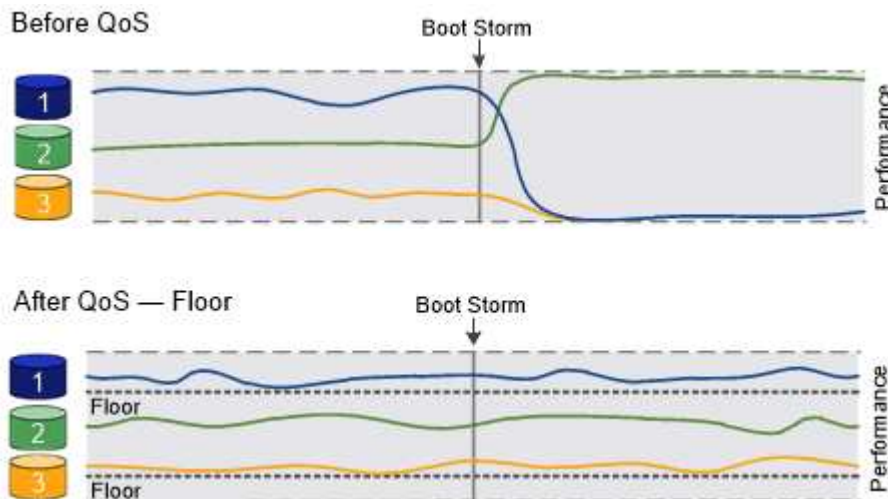 Before QoS
Boot Storm
1
2
3
Performance
After QoS — Floor
Boot Storm
1
Floor
2
3
Floor
Performance